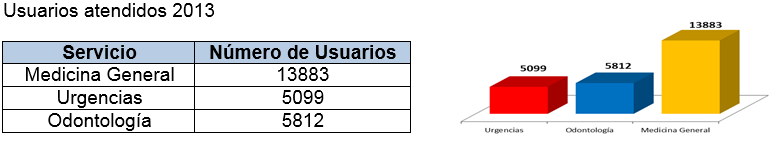 Usuarios atendidos 2013
Servicio Número de Usuarios
Medicina General 13883
Urgencias 5099
Odontología 5812
13883
5099 5812
Urgencias Odontología Medicina General